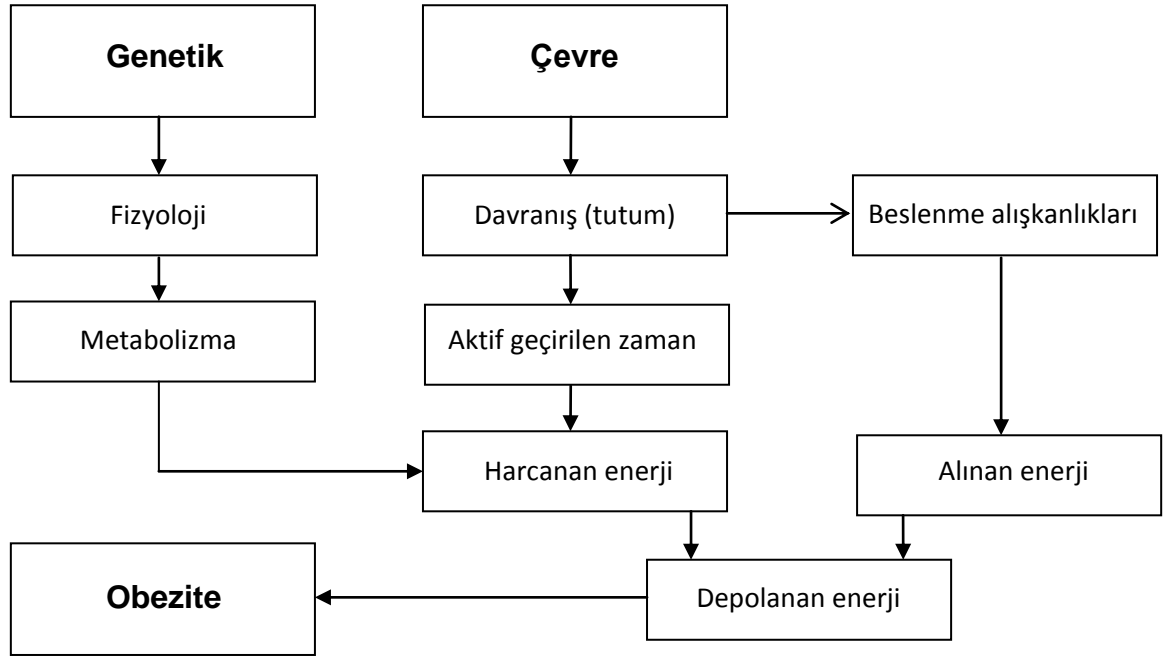 Genetik
Çevre
Fizyoloji
Davranış (tutum)
Beslenme alışkanlıkları
Metabolizma
Aktif geçirilen zaman
Harcanan enerji
Alınan enerji
Obezite
Depolanan enerji